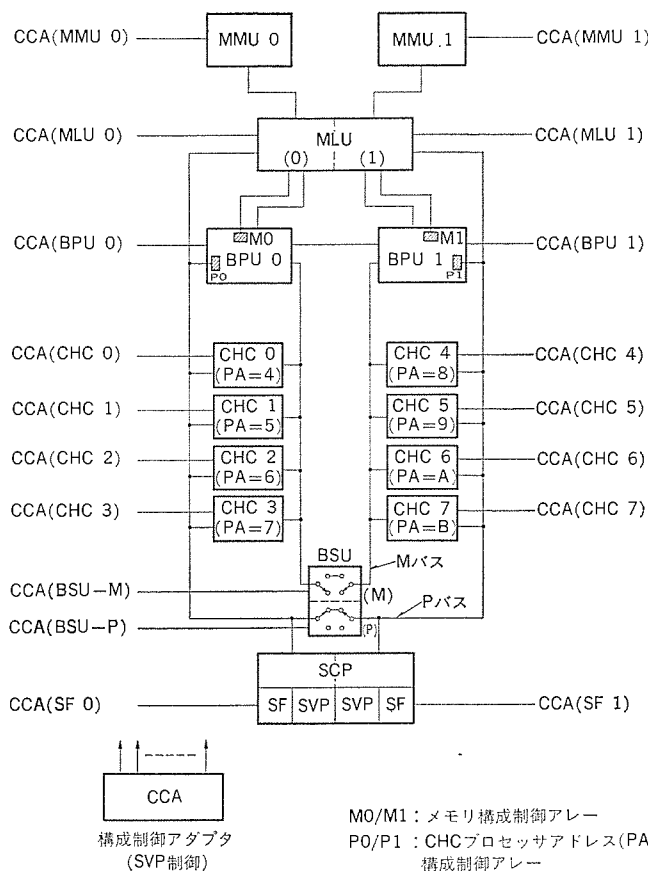 CCA(MMU 0)
MMU 0
MMU 1
CCA(MMU 1)
CCA(MLU 0)
MLU
(0) (1)
CCA(MLU 1)
CCA(BPU 0)
M0
BPU 0
P0
M1
BPU 1
P1
CCA(BPU 1)
CCA(CHC 0)
CHC 0
(PA=4)
CHC 4
(PA=8)
CCA(CHC 4)
CCA(CHC 1)
CHC 1
(PA=5)
CHC 5
(PA=9)
CCA(CHC 5)
CCA(CHC 2)
CHC 2
(PA=6)
CHC 6
(PA=A)
CCA(CHC 6)
CCA(CHC 3)
CHC 3
(PA=7)
CHC 7
(PA=B)
CCA(CHC 7)
BSU
Mバス
CCA(BSU-M)
(M)
Pバス
CCA(BSU-P)
(P)
SCP
CCA(SF 0)
SF SVP SVP SF
CCA(SF 1)
CCA
構成制御アダプタ
(SVP制御)
M0/M1：メモリ構成制御アレー
P0/P1：CHCプロセッサアドレス(PA
構成制御アレー